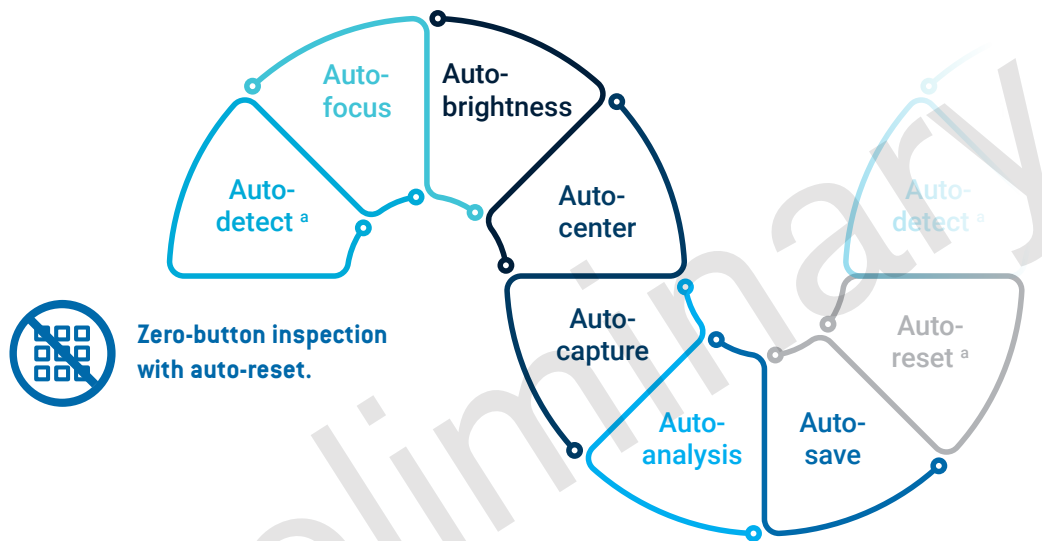 Auto-
focus
Auto-
brightness
Auto-
detect ᵃ
Auto-
center
Auto-
detect ᵃ
Zero-button inspection
with auto-reset.
Auto-
capture
Auto-
reset ᵃ
Auto-
analysis
Auto-
save
eliminary